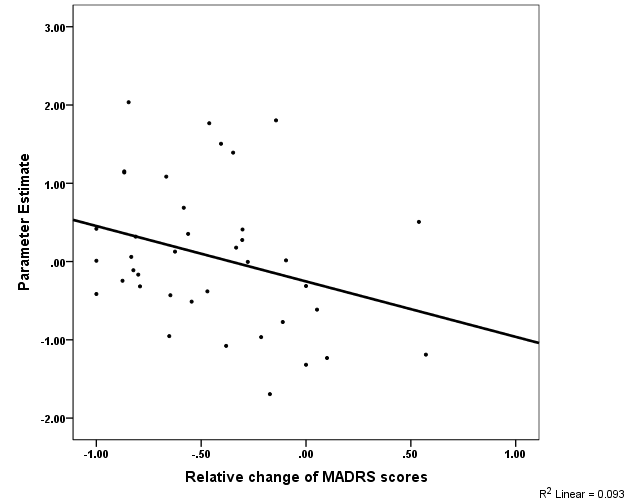 3.00
2.00
1.00
.00
-1.00
-2.00
Parameter Estimate
-1.00 -.50 .00 .50 1.00
Relative change of MADRS scores
R2 Linear = 0.093